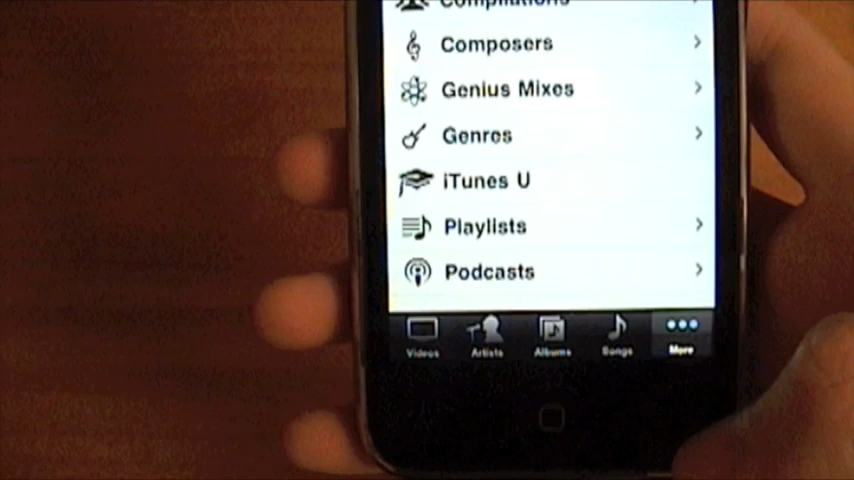 Compilations
Composers
Genius Mixes
Genres
iTunes U
Playlists
Podcasts
Videos Artists Albums Songs More